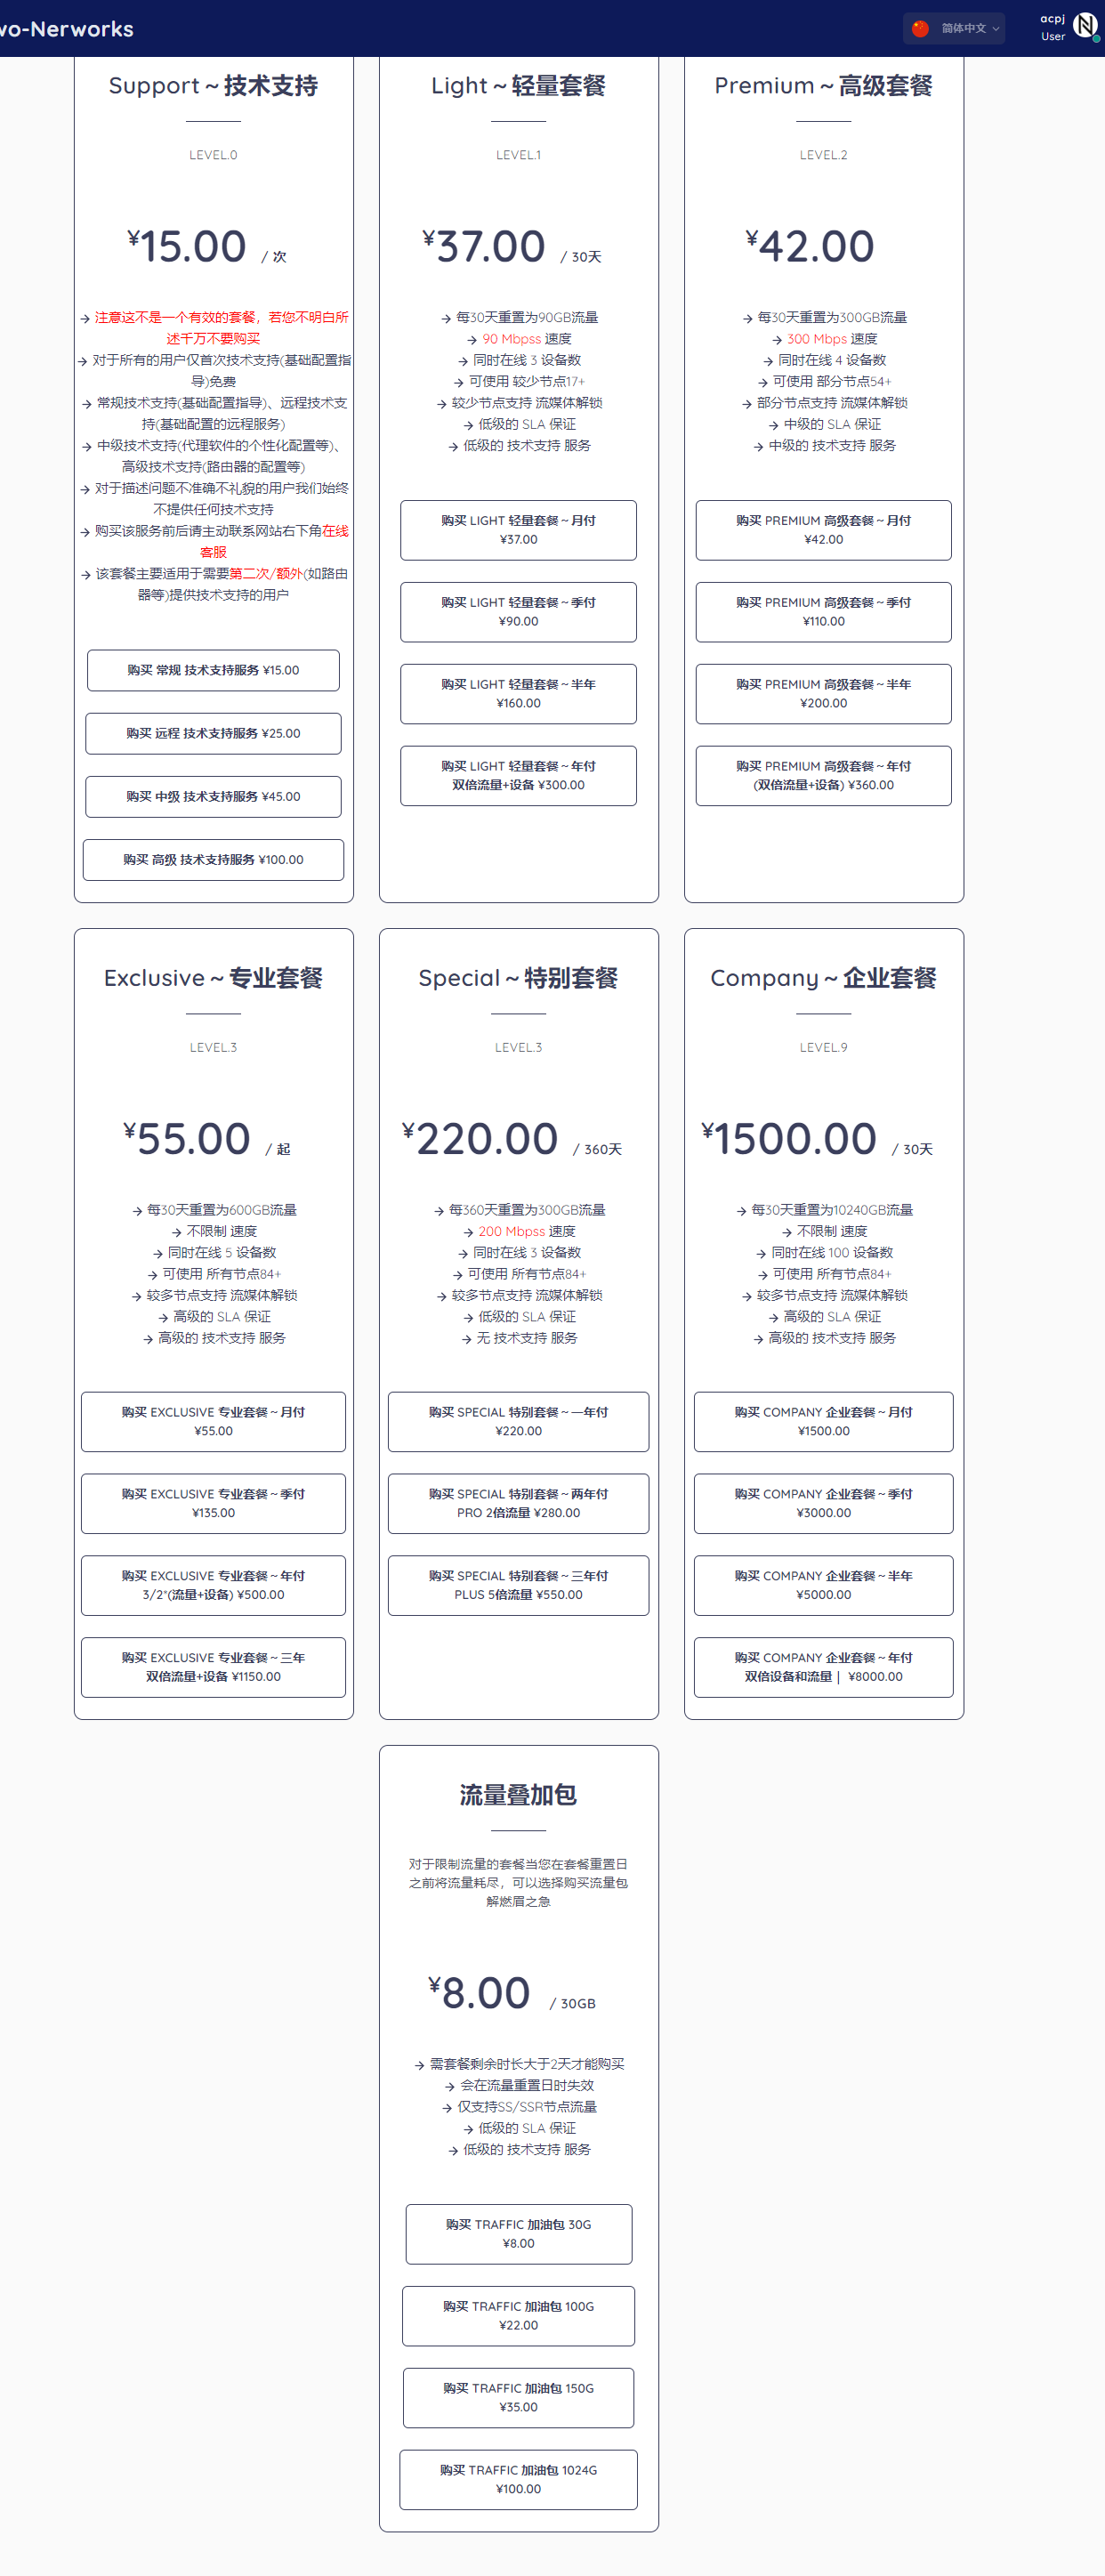 wo-Nerworks
简体中文
acpj
User
Support～技术支持
LEVEL.0
¥15.00 / 次
→ 注意这不是一个有效的套餐，若您不明白所
述千万不要购买
→ 对于所有的用户仅首次技术支持(基础配置指
导)免费
→ 常规技术支持(基础配置指导)、远程技术支
持(基础配置的远程服务)
→ 中级技术支持(代理软件的个性化配置等)、
高级技术支持(路由器的配置等)
→ 对于描述问题不准确不礼貌的用户我们始终
不提供任何技术支持
→ 购买该服务前后请主动联系网站右下角在线
客服
→ 该套餐主要适用于需要第二次/额外(如路由
器等)提供技术支持的用户
购买 常规 技术支持服务 ¥15.00
购买 远程 技术支持服务 ¥25.00
购买 中级 技术支持服务 ¥45.00
购买 高级 技术支持服务 ¥100.00
Light～轻量套餐
LEVEL.1
¥37.00 / 30天
→ 每30天重置为90GB流量
→ 90 Mbpss 速度
→ 同时在线 3 设备数
→ 可使用 较少节点17+
→ 较少节点支持 流媒体解锁
→ 低级的 SLA 保证
→ 低级的 技术支持 服务
购买 LIGHT 轻量套餐～月付
¥37.00
购买 LIGHT 轻量套餐～季付
¥90.00
购买 LIGHT 轻量套餐～半年
¥160.00
购买 LIGHT 轻量套餐～年付
双倍流量+设备 ¥300.00
Premium～高级套餐
LEVEL.2
¥42.00
→ 每30天重置为300GB流量
→ 300 Mbps 速度
→ 同时在线 4 设备数
→ 可使用 部分节点54+
→ 部分节点支持 流媒体解锁
→ 中级的 SLA 保证
→ 中级的 技术支持 服务
购买 PREMIUM 高级套餐～月付
¥42.00
购买 PREMIUM 高级套餐～季付
¥110.00
购买 PREMIUM 高级套餐～半年
¥200.00
购买 PREMIUM 高级套餐～年付
(双倍流量+设备) ¥360.00
Exclusive～专业套餐
LEVEL.3
¥55.00 / 起
→ 每30天重置为600GB流量
→ 不限制 速度
→ 同时在线 5 设备数
→ 可使用 所有节点84+
→ 较多节点支持 流媒体解锁
→ 高级的 SLA 保证
→ 高级的 技术支持 服务
购买 EXCLUSIVE 专业套餐～月付
¥55.00
购买 EXCLUSIVE 专业套餐～季付
¥135.00
购买 EXCLUSIVE 专业套餐～年付
3/2*(流量+设备) ¥500.00
购买 EXCLUSIVE 专业套餐～三年
双倍流量+设备 ¥1150.00
Special～特别套餐
LEVEL.3
¥220.00 / 360天
→ 每360天重置为300GB流量
→ 200 Mbpss 速度
→ 同时在线 3 设备数
→ 可使用 所有节点84+
→ 较多节点支持 流媒体解锁
→ 低级的 SLA 保证
→ 无 技术支持 服务
购买 SPECIAL 特别套餐～一年付
¥220.00
购买 SPECIAL 特别套餐～两年付
PRO 2倍流量 ¥280.00
购买 SPECIAL 特别套餐～三年付
PLUS 5倍流量 ¥550.00
Company～企业套餐
LEVEL.9
¥1500.00 / 30天
→ 每30天重置为10240GB流量
→ 不限制 速度
→ 同时在线 100 设备数
→ 可使用 所有节点84+
→ 较多节点支持 流媒体解锁
→ 高级的 SLA 保证
→ 高级的 技术支持 服务
购买 COMPANY 企业套餐～月付
¥1500.00
购买 COMPANY 企业套餐～季付
¥3000.00
购买 COMPANY 企业套餐～半年
¥5000.00
购买 COMPANY 企业套餐～年付
双倍设备和流量 | ¥8000.00
流量叠加包
对于限制流量的套餐当您在套餐重置日
之前将流量耗尽，可以选择购买流量包
解燃眉之急
¥8.00 / 30GB
→ 需套餐剩余时长大于2天才能购买
→ 会在流量重置日时失效
→ 仅支持SS/SSR节点流量
→ 低级的 SLA 保证
→ 低级的 技术支持 服务
购买 TRAFFIC 加油包 30G
¥8.00
购买 TRAFFIC 加油包 100G
¥22.00
购买 TRAFFIC 加油包 150G
¥35.00
购买 TRAFFIC 加油包 1024G
¥100.00